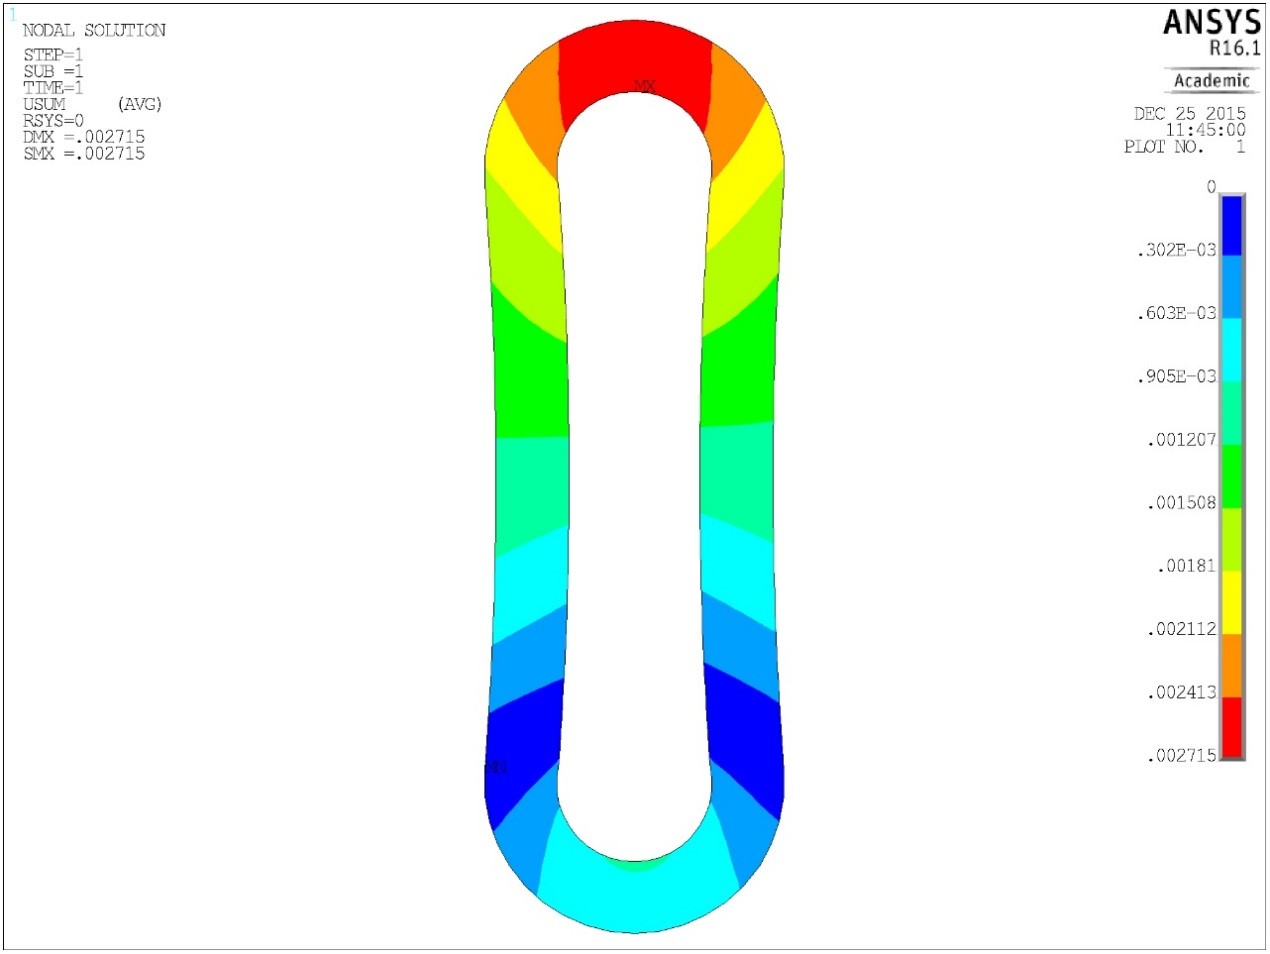 1
NODAL SOLUTION
STEP=1
SUB =1
TIME=1
USUM (AVG)
RSYS=0
DMX =.002715
SMX =.002715
ANSYS
R16.1
Academic
DEC 25 2015
11:45:00
PLOT NO. 1
MX
MN
0
.302E-03
.603E-03
.905E-03
.001207
.001508
.00181
.002112
.002413
.002715